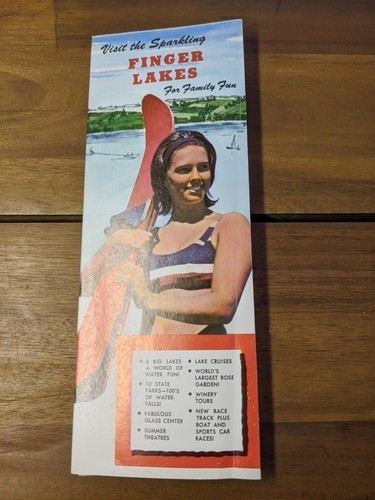 Visit the Sparkling
FINGER
LAKES
For Family Fun
• 6 BIG LAKES
A WORLD OF
WATER FUN!
• 10 STATE
PARKS—100'S
OF WATER-
FALLS!
• FABULOUS
GLASS CENTER
• SUMMER
THEATRES
• LAKE CRUISES
• WORLD'S
LARGEST ROSE
GARDEN!
• WINERY
TOURS
• NEW RACE
TRACK PLUS
BOAT AND
SPORTS CAR
RACES!